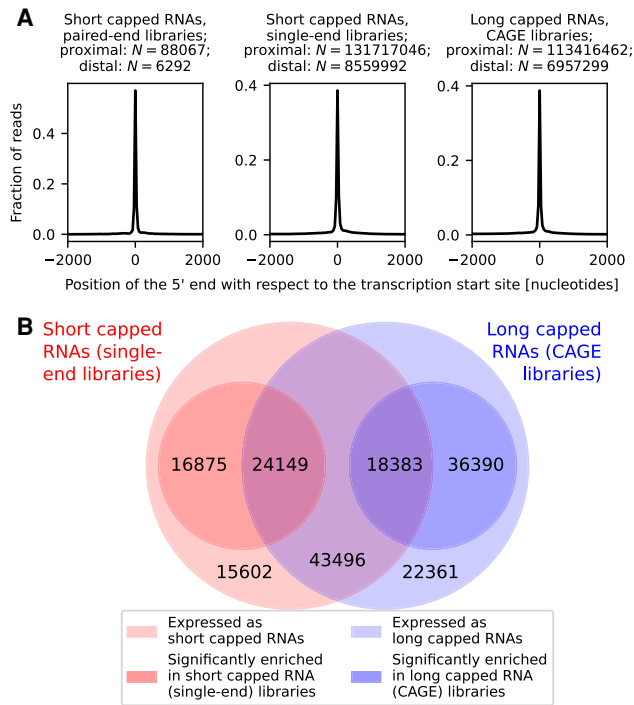 A
Short capped RNAs,
paired-end libraries;
proximal: N = 88067;
distal: N = 6292
Short capped RNAs,
single-end libraries;
proximal: N = 131717046;
distal: N = 8559992
Long capped RNAs,
CAGE libraries;
proximal: N = 113416462;
distal: N = 6957299
Fraction of reads
0.4
0.2
0.0
−2000 0 2000
0.4
0.2
0.0
−2000 0 2000
0.4
0.2
0.0
−2000 0 2000
Position of the 5' end with respect to the transcription start site [nucleotides]
B
Short capped
RNAs (single-
end libraries)
Long capped
RNAs (CAGE
libraries)
16875 24149 18383 36390
43496
15602 22361
Expressed as
short capped RNAs
Significantly enriched
in short capped RNA
(single-end) libraries
Expressed as
long capped RNAs
Significantly enriched
in long capped RNA
(CAGE) libraries